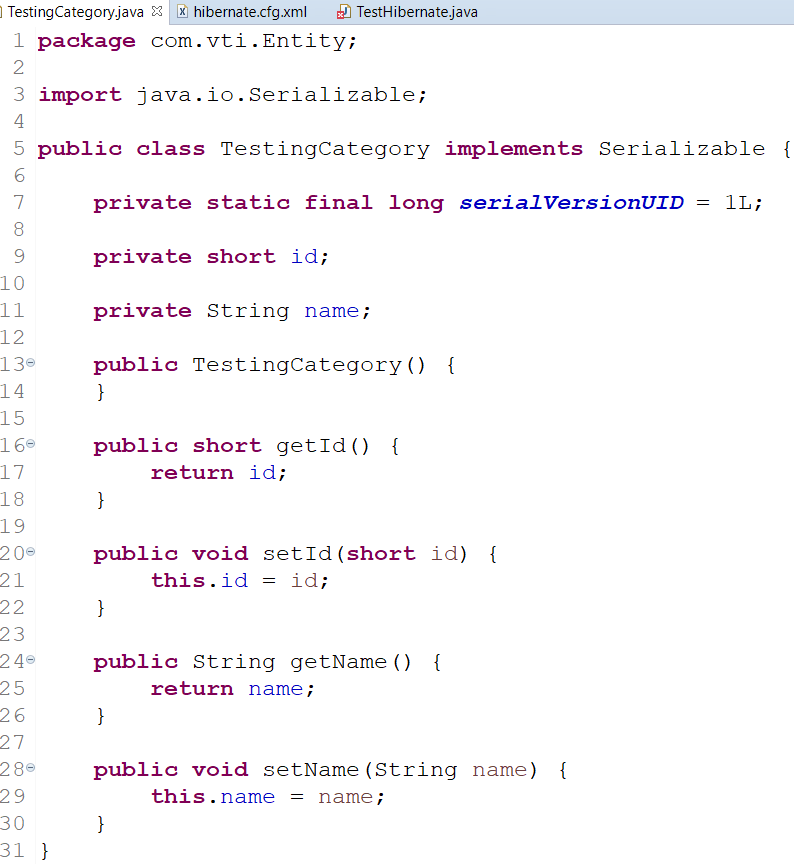 TestingCategory.java hibernate.cfg.xml TestHibernate.java
1 package com.vti.Entity;
2
3 import java.io.Serializable;
4
5 public class TestingCategory implements Serializable {
6
7 private static final long serialVersionUID = 1L;
8
9 private short id;
10
11 private String name;
12
13 public TestingCategory() {
14 }
15
16 public short getId() {
17 return id;
18 }
19
20 public void setId(short id) {
21 this.id = id;
22 }
23
24 public String getName() {
25 return name;
26 }
27
28 public void setName(String name) {
29 this.name = name;
30 }
31 }